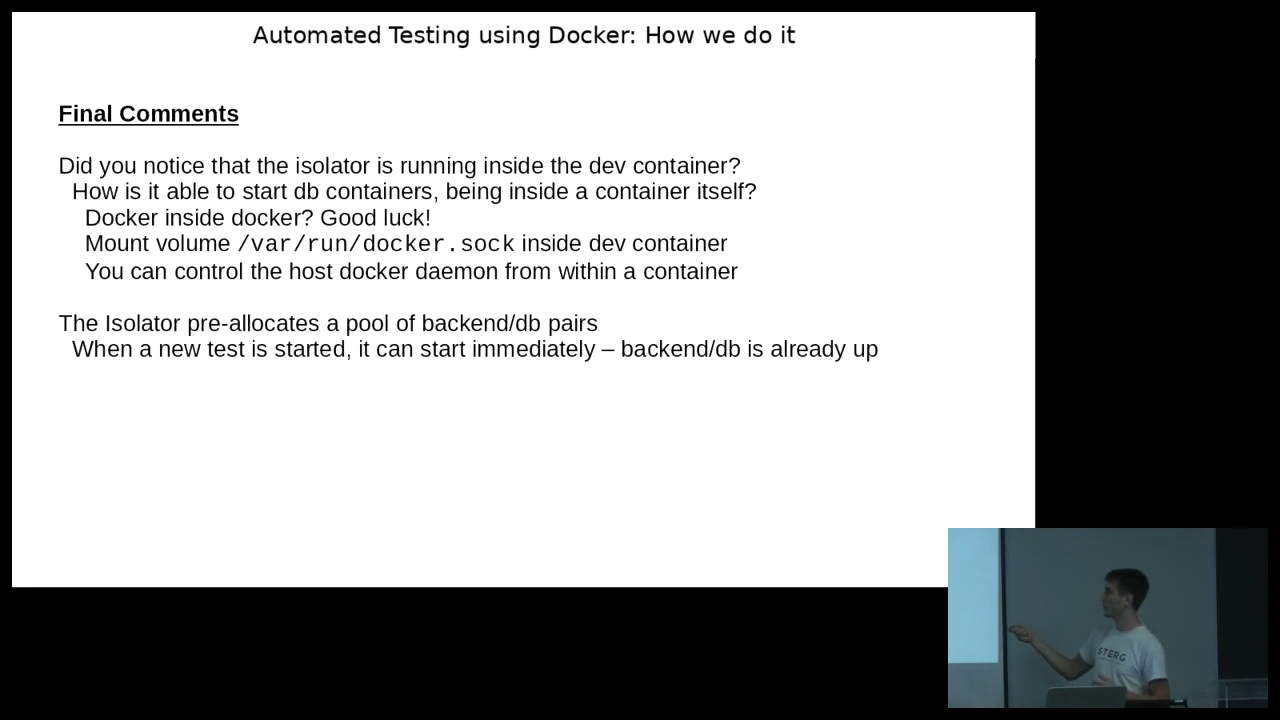 Automated Testing using Docker: How we do it
Final Comments
Did you notice that the isolator is running inside the dev container?
How is it able to start db containers, being inside a container itself?
Docker inside docker? Good luck!
Mount volume /var/run/docker.sock inside dev container
You can control the host docker daemon from within a container
The Isolator pre-allocates a pool of backend/db pairs
When a new test is started, it can start immediately – backend/db is already up
STERG